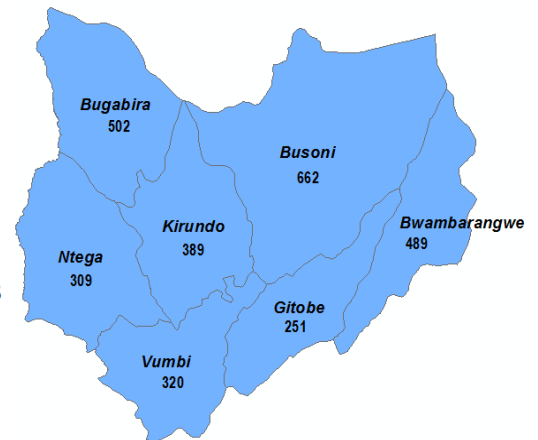 Bugabira
502
Busoni
662
Kirundo
389
Bwambarangwe
489
Ntega
309
Gitobe
251
Vumbi
320